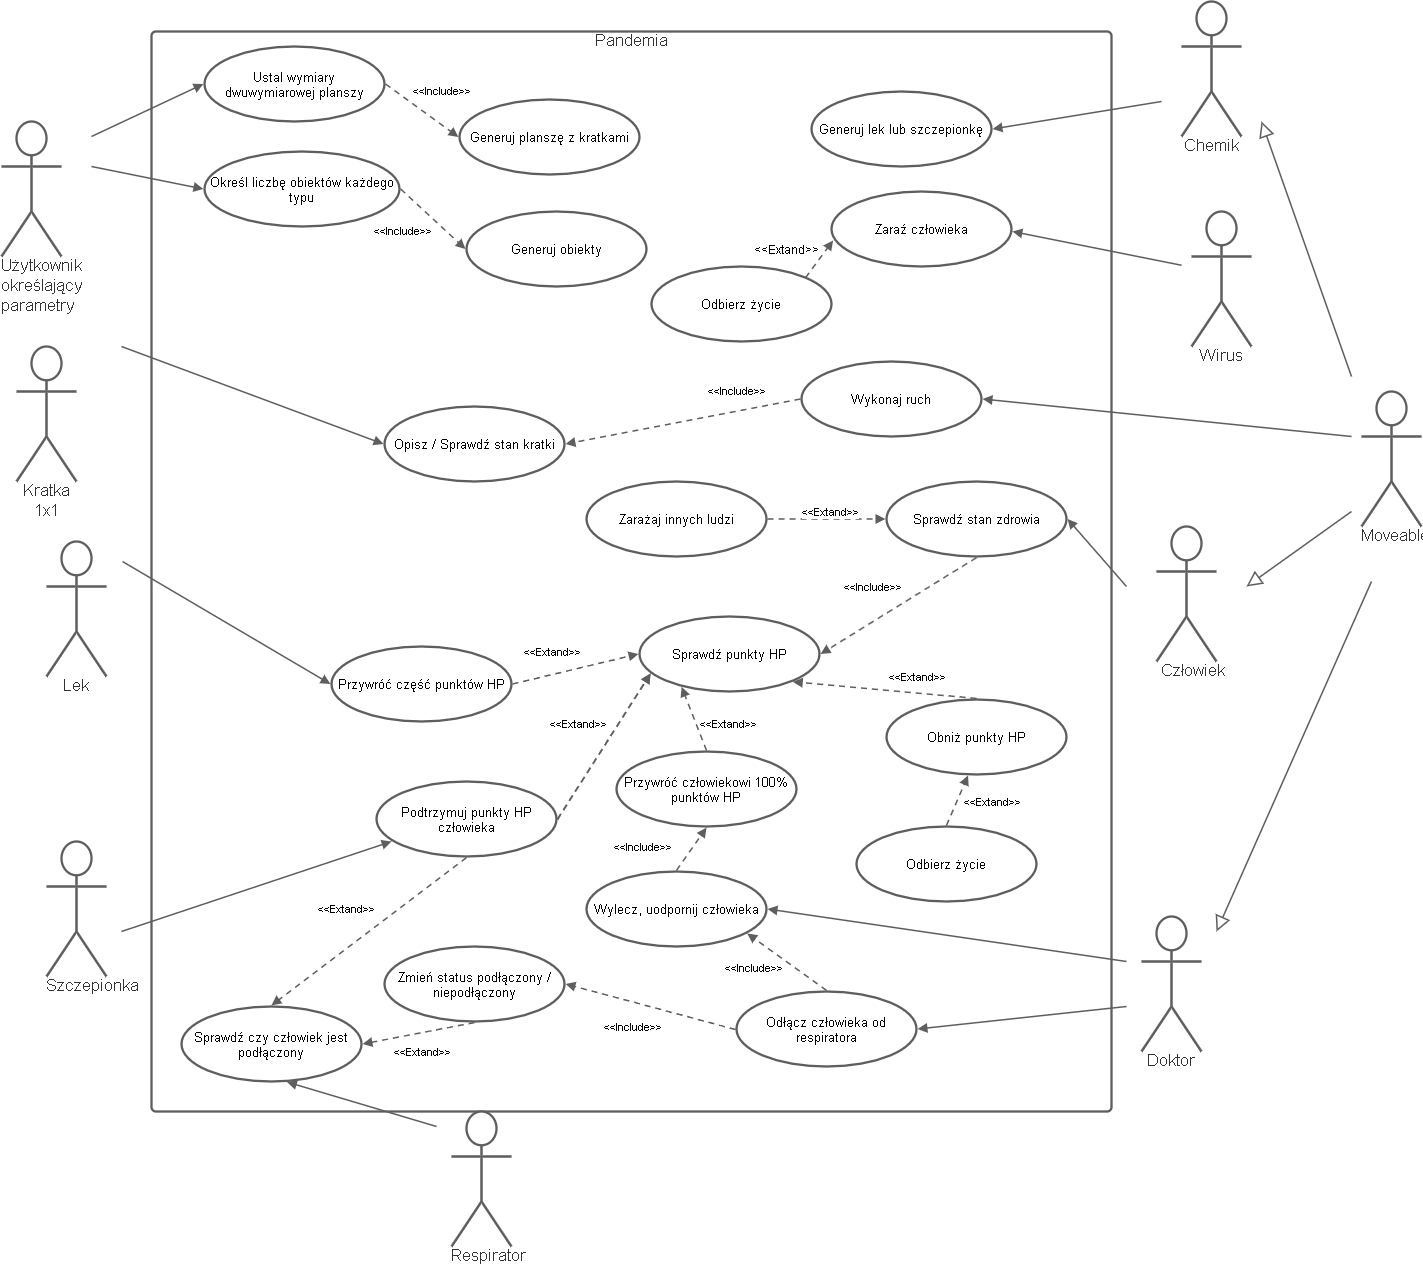 Pandemia
Ustal wymiary
dwuwymiarowej planszy
<<Include>>
Generuj planszę z kratkami
Generuj lek lub szczepionkę
Chemik
Określ liczbę obiektów każdego
typu
<<Include>>
Generuj obiekty
Zaraź człowieka
<<Extand>>
Odbierz życie
Użytkownik
określający
parametry
Wirus
<<Include>>
Wykonaj ruch
Opisz / Sprawdź stan kratki
Kratka
1x1
Moveable
Zarażaj innych ludzi
<<Extand>>
Sprawdź stan zdrowia
<<Include>>
Człowiek
Lek
<<Extand>>
Sprawdź punkty HP
Przywróć część punktów HP
<<Extand>>
<<Extand>>
<<Extand>>
Obniż punkty HP
Przywróć człowiekowi 100%
punktów HP
<<Extand>>
Podtrzymuj punkty HP
człowieka
<<Include>>
Odbierz życie
Wylecz, uodpornij człowieka
<<Extand>>
Szczepionka
Zmień status podłączony /
niepodłączony
<<Include>>
<<Include>>
Odłącz człowieka od
respiratora
Sprawdź czy człowiek jest
podłączony
<<Extand>>
Doktor
Respirator